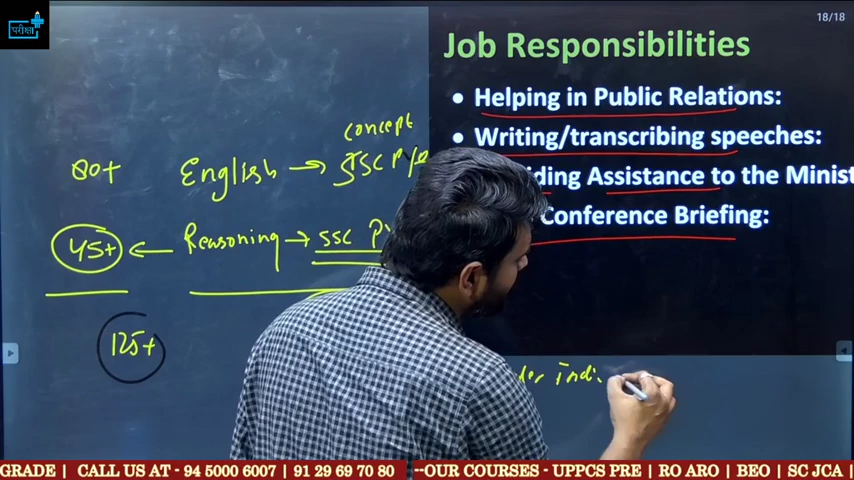 परीक्षा
18/18
Job Responsibilities
• Helping in Public Relations:
• Writing/transcribing speeches:
Assistance to the Minist
Conference Briefing:
concept
80+ English → SSC
45+ ← Reasoning → SSC
125+
GRADE | CALL US AT - 94 5000 6007 | 91 29 69 70 80 --OUR COURSES - UPPCS PRE | RO ARO | BEO | SC JCA |